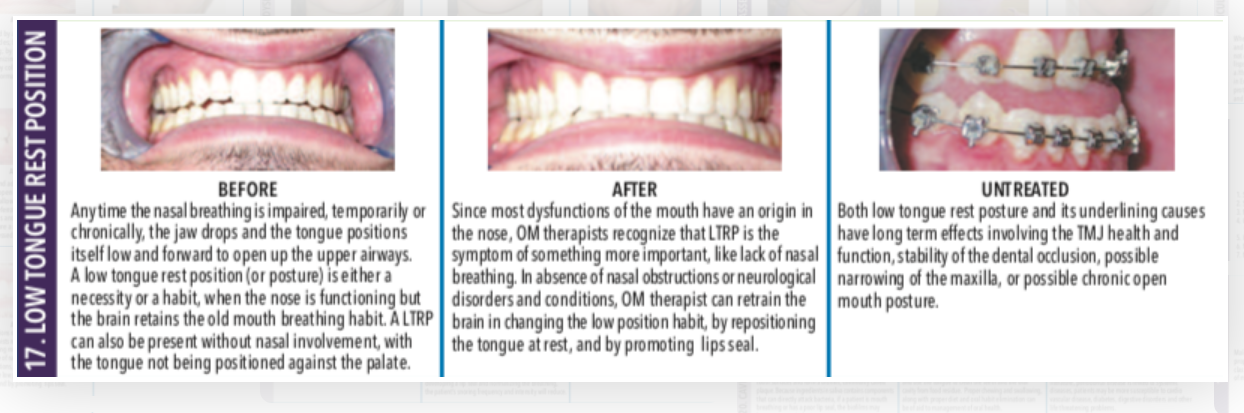 17. LOW TONGUE REST POSITION
BEFORE
Anytime the nasal breathing is impaired, temporarily or
chronically, the jaw drops and the tongue positions
itself low and forward to open up the upper airways.
A low tongue rest position (or posture) is either a
necessity or a habit, when the nose is functioning but
the brain retains the old mouth breathing habit. A LTRP
can also be present without nasal involvement, with
the tongue not being positioned against the palate.
AFTER
Since most dysfunctions of the mouth have an origin in
the nose, OM therapists recognize that LTRP is the
symptom of something more important, like lack of nasal
breathing. In absence of nasal obstructions or neurological
disorders and conditions, OM therapist can retrain the
brain in changing the low position habit, by repositioning
the tongue at rest, and by promoting lips seal.
UNTREATED
Both low tongue rest posture and its underlining causes
have long term effects involving the TMJ health and
function, stability of the dental occlusion, possible
narrowing of the maxilla, or possible chronic open
mouth posture.